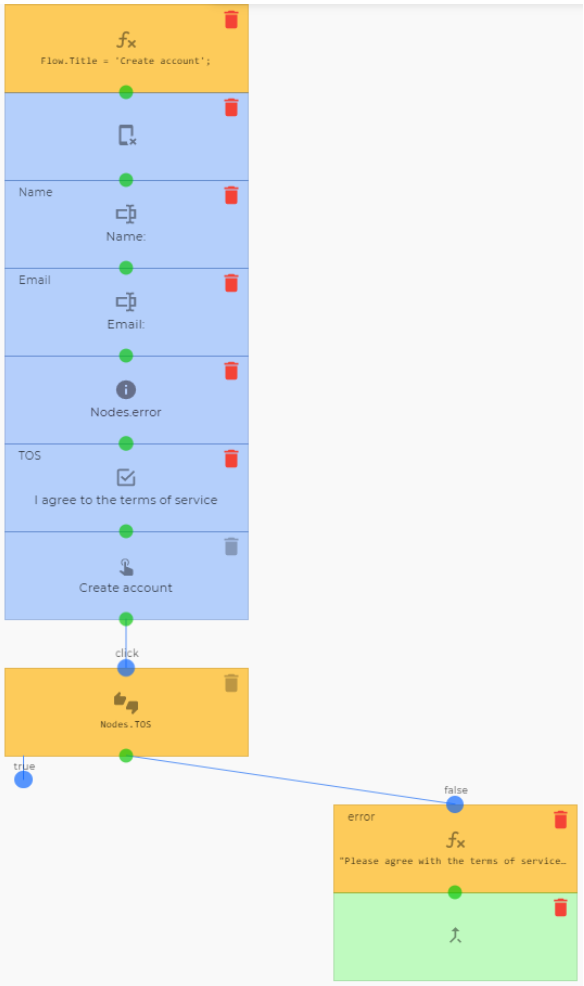 Flow.Title = 'Create account';
Name
Name:
Email
Email:
Nodes.error
TOS
I agree to the terms of service
Create account
click
Nodes.TOS
true
false
error
"Please agree with the terms of service…